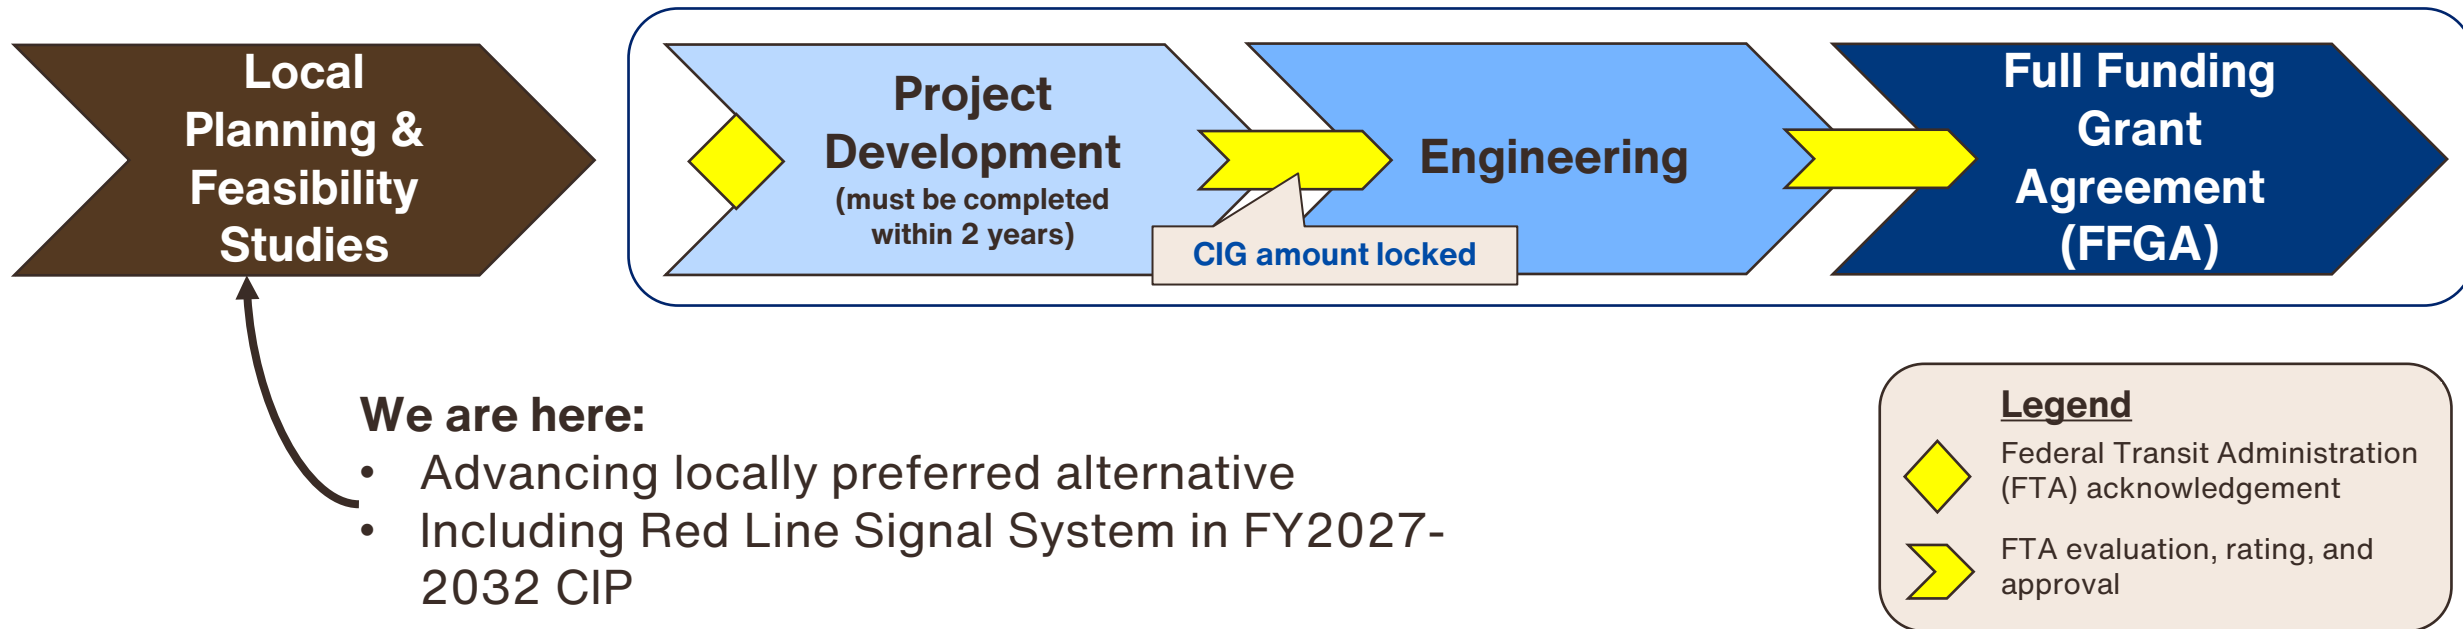 Local
Planning &
Feasibility
Studies
Project
Development
(must be completed
within 2 years)
CIG amount locked
Engineering
Full Funding
Grant
Agreement
(FFGA)
We are here:
• Advancing locally preferred alternative
• Including Red Line Signal System in FY2027-
2032 CIP
Legend
Federal Transit Administration
(FTA) acknowledgement
FTA evaluation, rating, and
approval